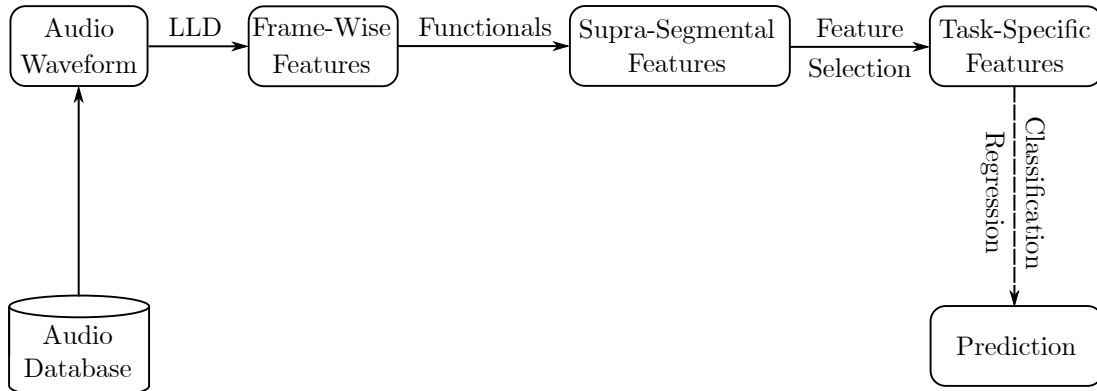 Audio
Waveform
LLD
Frame-Wise
Features
Functionals
Supra-Segmental
Features
Feature
Selection
Task-Specific
Features
Classification
Regression
Audio
Database
Prediction